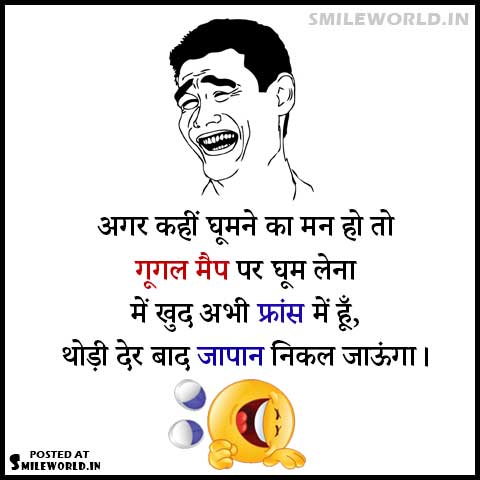 SMILEWORLD.IN
अगर कहीं घूमने का मन हो तो
गूगल मैप पर घूम लेना
में खुद अभी फ्रांस में हूँ,
थोड़ी देर बाद जापान निकल जाऊंगा।
POSTED AT
SMILEWORLD.IN